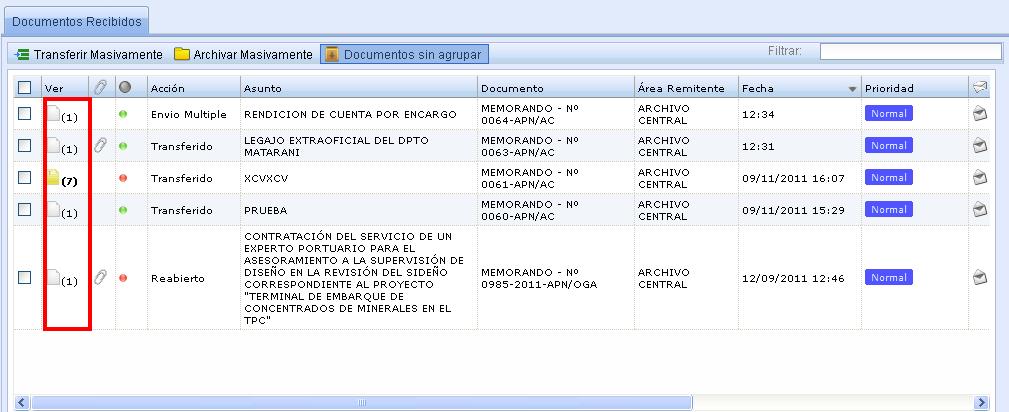 Documentos Recibidos
Transferir Masivamente Archivar Masivamente Documentos sin agrupar Filtrar:
Ver Acción Asunto Documento Área Remitente Fecha Prioridad
(1) Envio Multiple RENDICION DE CUENTA POR ENCARGO MEMORANDO - Nº 0064-APN/AC ARCHIVO CENTRAL 12:34 Normal
(1) Transferido LEGAJO EXTRAOFICIAL DEL DPTO MATARANI MEMORANDO - Nº 0063-APN/AC ARCHIVO CENTRAL 12:31 Normal
(7) Transferido XCVXCV MEMORANDO - Nº 0061-APN/AC ARCHIVO CENTRAL 09/11/2011 16:07 Normal
(1) Transferido PRUEBA MEMORANDO - Nº 0060-APN/AC ARCHIVO CENTRAL 09/11/2011 15:29 Normal
(1) Reabierto
CONTRATACIÓN DEL SERVICIO DE UN
EXPERTO PORTUARIO PARA EL
ASESORAMIENTO A LA SUPERVISIÓN DE
DISEÑO EN LA REVISIÓN DEL SIDEÑO
CORRESPONDIENTE AL PROYECTO
"TERMINAL DE EMBARQUE DE
CONCENTRADOS DE MINERALES EN EL
TPC"
MEMORANDO - Nº
0985-2011-APN/OGA
ARCHIVO
CENTRAL
12/09/2011 12:46
Normal